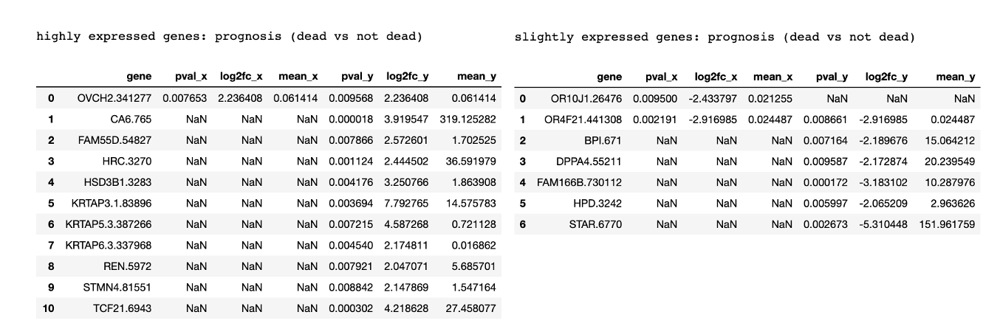 highly expressed genes: prognosis (dead vs not dead)
gene pval_x log2fc_x mean_x pval_y log2fc_y mean_y
0 OVCH2.341277 0.007653 2.236408 0.061414 0.009568 2.236408 0.061414
1 CA6.765 NaN NaN NaN 0.000018 3.919547 319.125282
2 FAM55D.54827 NaN NaN NaN 0.007866 2.572601 1.702525
3 HRC.3270 NaN NaN NaN 0.001124 2.444502 36.591979
4 HSD3B1.3283 NaN NaN NaN 0.004176 3.250766 1.863908
5 KRTAP3.1.83896 NaN NaN NaN 0.003694 7.792765 14.575783
6 KRTAP5.3.387266 NaN NaN NaN 0.007215 4.587268 0.721128
7 KRTAP6.3.337968 NaN NaN NaN 0.004540 2.174811 0.016862
8 REN.5972 NaN NaN NaN 0.007921 2.047071 5.685701
9 STMN4.81551 NaN NaN NaN 0.008842 2.147869 1.547164
10 TCF21.6943 NaN NaN NaN 0.000302 4.218628 27.458077
slightly expressed genes: prognosis (dead vs not dead)
gene pval_x log2fc_x mean_x pval_y log2fc_y mean_y
0 OR10J1.26476 0.009500 -2.433797 0.021255 NaN NaN NaN
1 OR4F21.441308 0.002191 -2.916985 0.024487 0.008661 -2.916985 0.024487
2 BPI.671 NaN NaN NaN 0.007164 -2.189676 15.064212
3 DPPA4.55211 NaN NaN NaN 0.009587 -2.172874 20.239549
4 FAM166B.730112 NaN NaN NaN 0.000172 -3.183102 10.287976
5 HPD.3242 NaN NaN NaN 0.005997 -2.065209 2.963626
6 STAR.6770 NaN NaN NaN 0.002673 -5.310448 151.961759